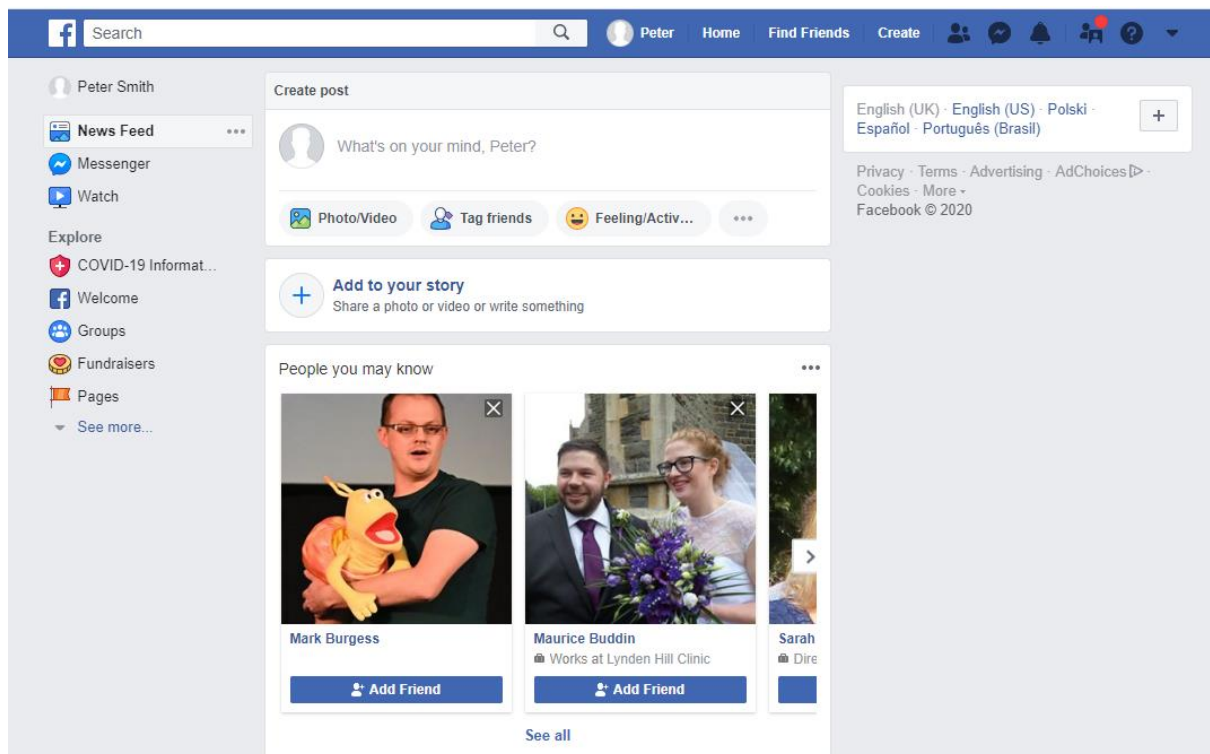 f
Search
Peter
Home
Find Friends
Create
Peter Smith
News Feed
Messenger
Watch
Explore
COVID-19 Informat...
Welcome
Groups
Fundraisers
Pages
See more...
Create post
What's on your mind, Peter?
Photo/Video
Tag friends
Feeling/Activ...
Add to your story
Share a photo or video or write something
People you may know
Mark Burgess
Add Friend
Maurice Buddin
Works at Lynden Hill Clinic
Add Friend
Sarah
Dire
See all
English (UK) · English (US) · Polski ·
Español · Português (Brasil)
Privacy · Terms · Advertising · AdChoices ·
Cookies · More
Facebook © 2020